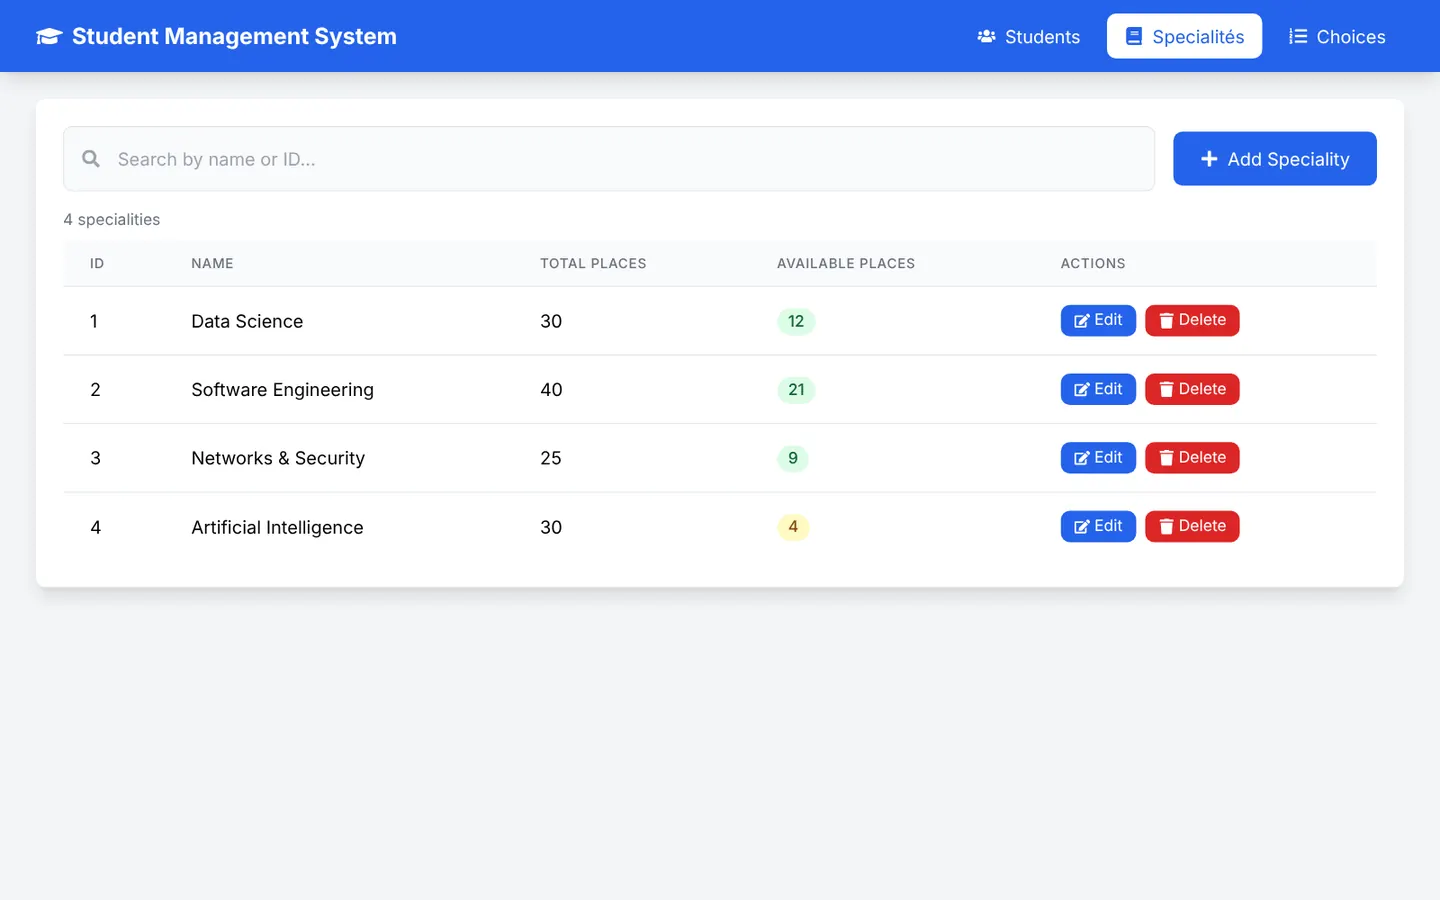 Student Management System
Students
Specialités
Choices
Search by name or ID...
Add Speciality
4 specialities
ID NAME TOTAL PLACES AVAILABLE PLACES ACTIONS
1 Data Science 30 12 Edit Delete
2 Software Engineering 40 21 Edit Delete
3 Networks & Security 25 9 Edit Delete
4 Artificial Intelligence 30 4 Edit Delete